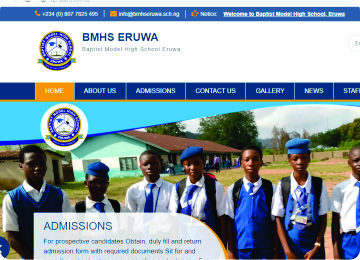 +234 (0) 807 7825 495 info@bmhseruwa.sch.ng Notice: Welcome to Baptist Model High School, Eruwa
BMHS ERUWA
Baptist Model High School Eruwa
HOME ABOUT US ADMISSIONS CONTACT US GALLERY NEWS STAF
ADMISSIONS
For prospective candidates Obtain, duly fill and return
admission form with required documents Sit for and